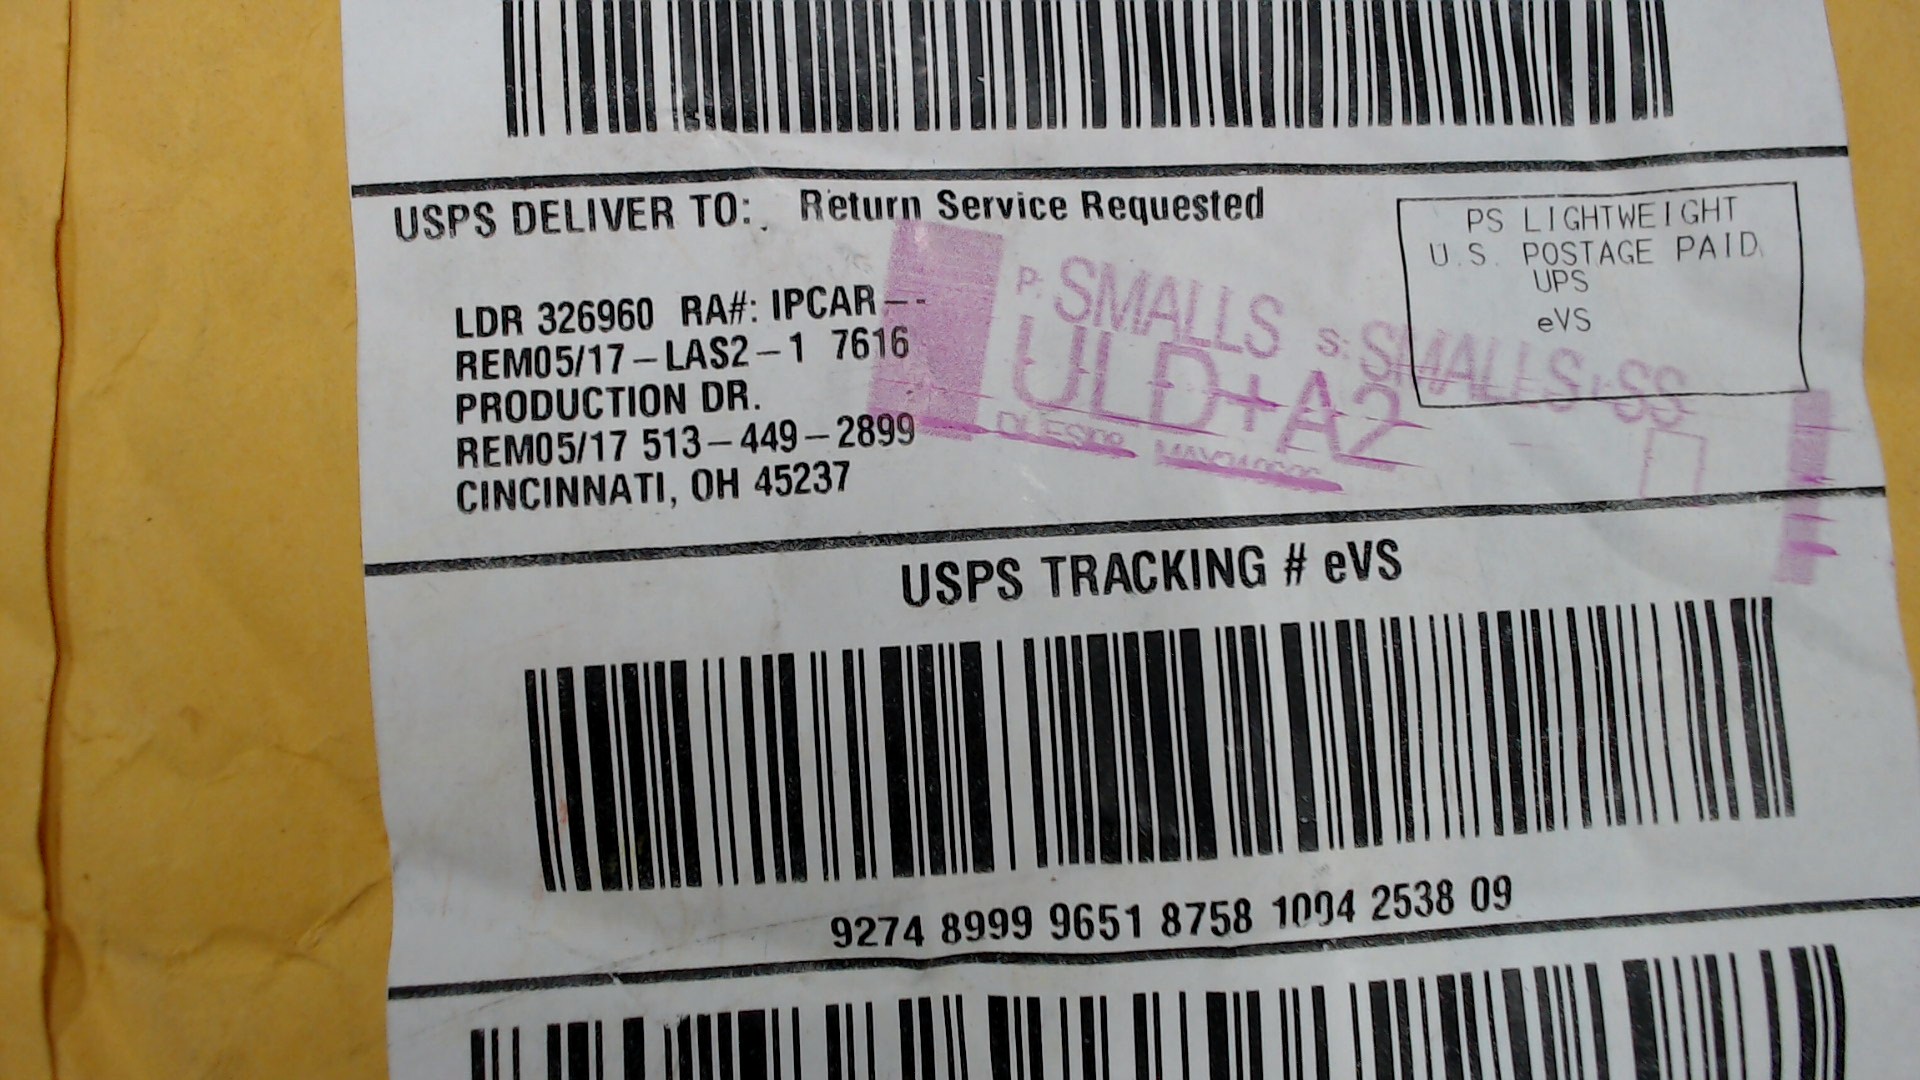 USPS DELIVER TO: Return Service Requested
PS LIGHTWEIGHT
U.S. POSTAGE PAID
UPS
eVS
LDR 326960 RA#: IPCAR--
REM05/17-LAS2-1 7616
PRODUCTION DR.
REM05/17 513-449-2899
CINCINNATI, OH 45237
P: SMALLS S: SMALLS I: SS
ULD+A2
USPS TRACKING # eVS
9274 8999 9651 8758 1004 2538 09